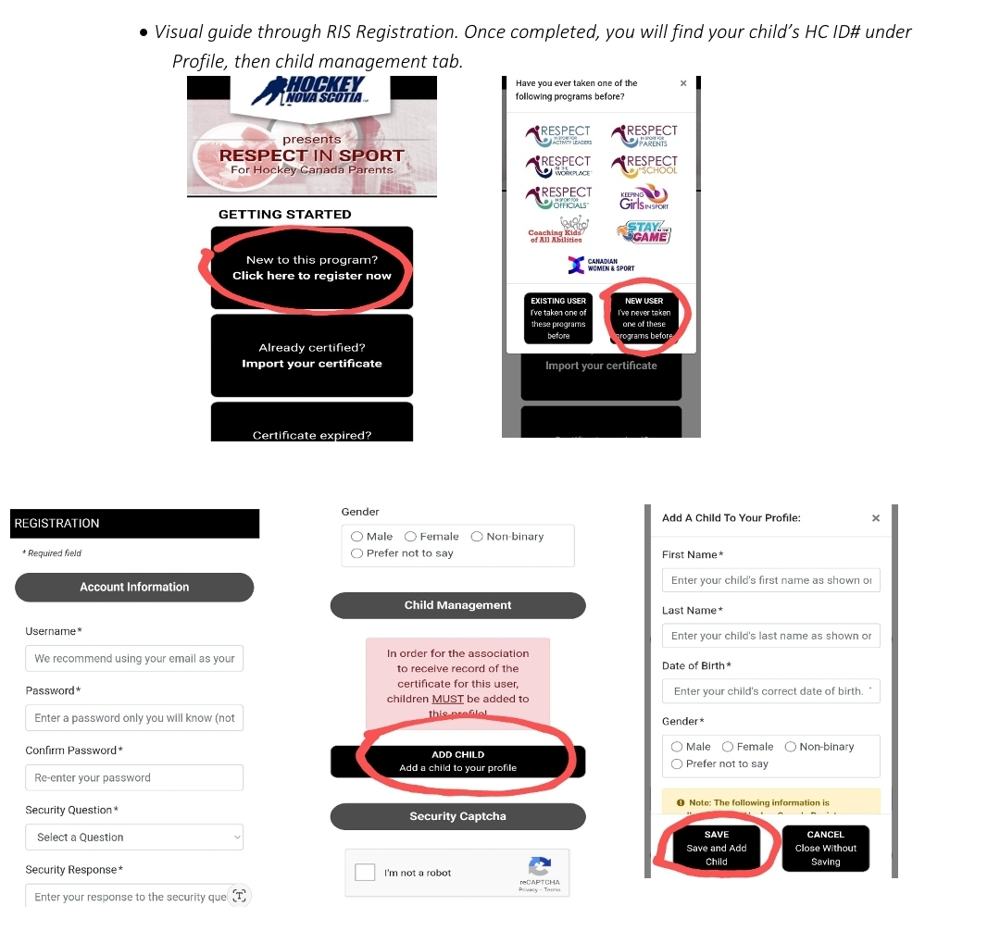 • Visual guide through RIS Registration. Once completed, you will find your child's HC ID# under
Profile, then child management tab.
HOCKEY
NOVA SCOTIA
presents
RESPECT IN SPORT
For Hockey Canada Parents
GETTING STARTED
New to this program?
Click here to register now
Already certified?
Import your certificate
Certificate expired?
Have you ever taken one of the
following programs before?
×
RESPECT
IN SPORT FOR
ACTIVITY LEADERS
RESPECT
IN SPORT FOR
PARENTS
RESPECT
IN THE
WORKPLACE
RESPECT
IN SCHOOL
RESPECT
IN SPORT FOR
OFFICIALS
KEEPING
Girls IN SPORT
Coaching Kids
of All Abilities
STAY
IN THE
GAME
CANADIAN
WOMEN & SPORT
EXISTING USER
I've taken one of
these programs
before
NEW USER
I've never taken
one of these
programs before
Import your certificate
REGISTRATION
* Required field
Account Information
Username*
We recommend using your email as your
Password*
Enter a password only you will know (not
Confirm Password*
Re-enter your password
Security Question*
Select a Question
Security Response*
Enter your response to the security que
T
Gender
Male Female Non-binary
Prefer not to say
Child Management
In order for the association
to receive record of the
certificate for this user,
children MUST be added to
this profile!
ADD CHILD
Add a child to your profile
Security Captcha
I'm not a robot
reCAPTCHA
Privacy - Terms
Add A Child To Your Profile:
×
First Name*
Enter your child's first name as shown or
Last Name*
Enter your child's last name as shown or
Date of Birth*
Enter your child's correct date of birth.
Gender*
Male Female Non-binary
Prefer not to say
Note: The following information is
SAVE
Save and Add
Child
CANCEL
Close Without
Saving